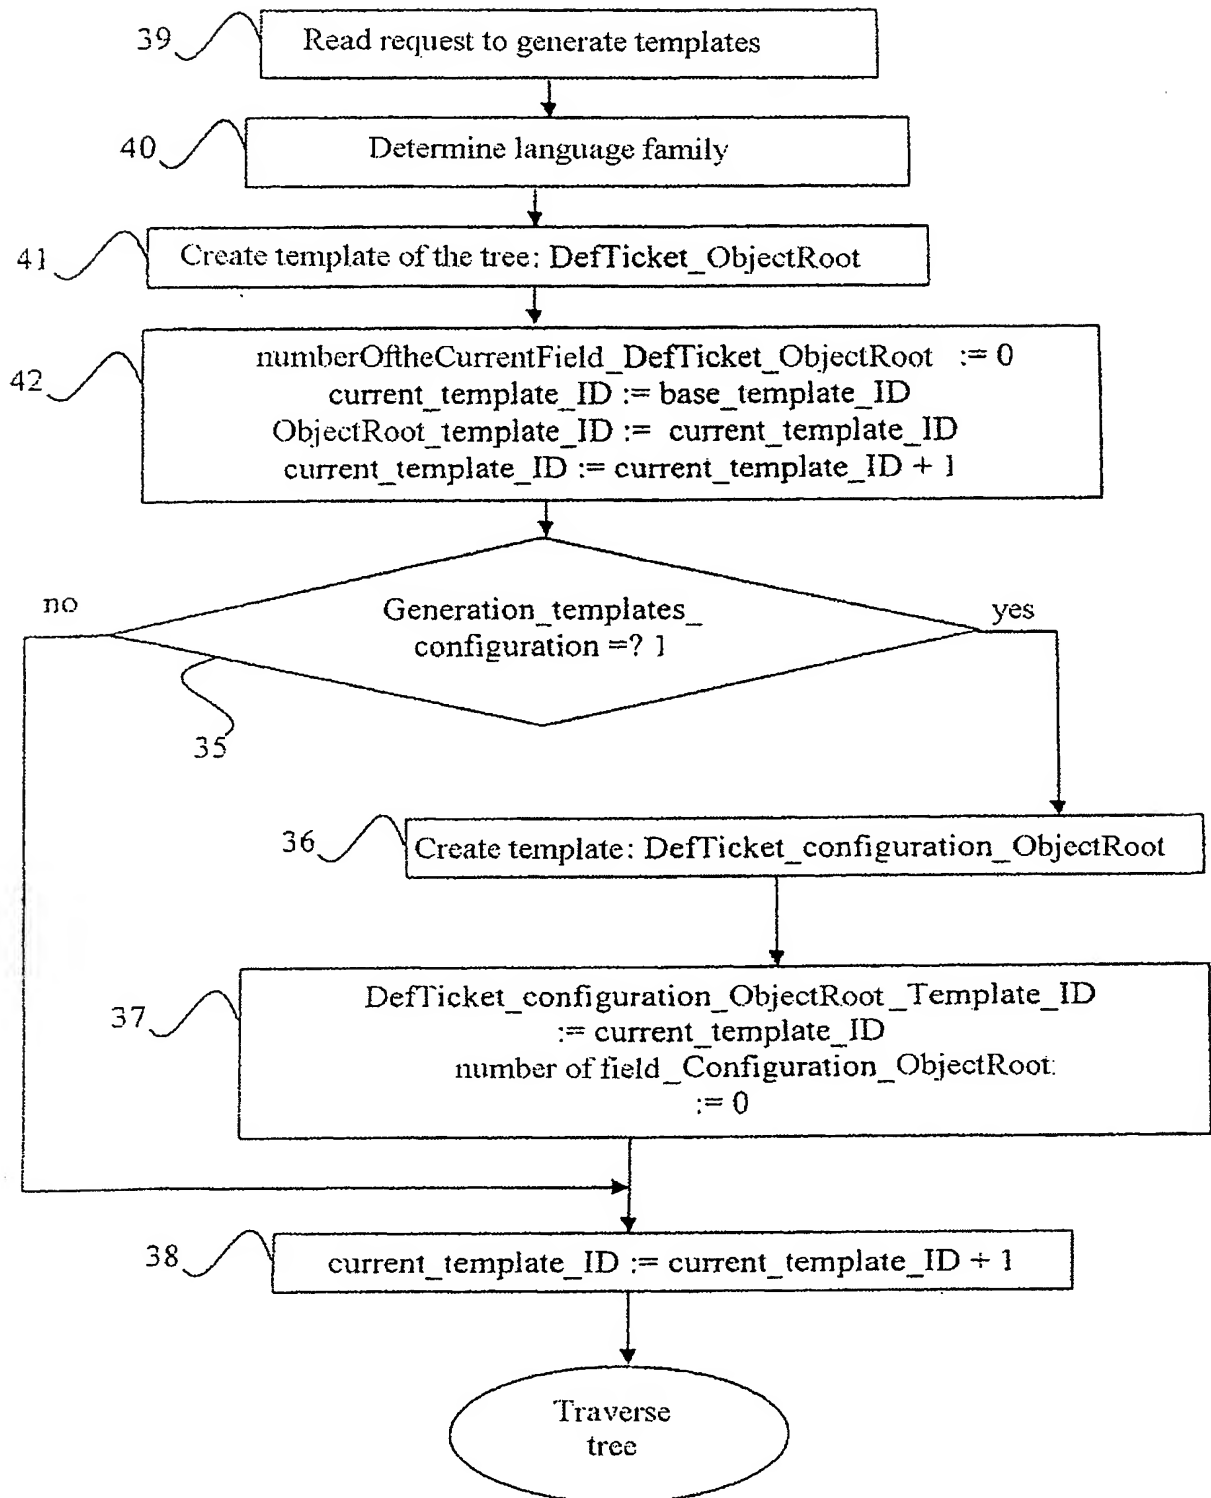 39
Read request to generate templates
40
Determine language family
41
Create template of the tree: DefTicket_ObjectRoot
42
numberOftheCurrentField_DefTicket_ObjectRoot := 0
current_template_ID := base_template_ID
ObjectRoot_template_ID := current_template_ID
current_template_ID := current_template_ID + 1
no
Generation_templates_
configuration =? 1
yes
35
36
Create template: DefTicket_configuration_ObjectRoot
37
DefTicket_configuration_ObjectRoot_Template_ID
:= current_template_ID
number of field_Configuration_ObjectRoot:
:= 0
38
current_template_ID := current_template_ID + 1
Traverse
tree